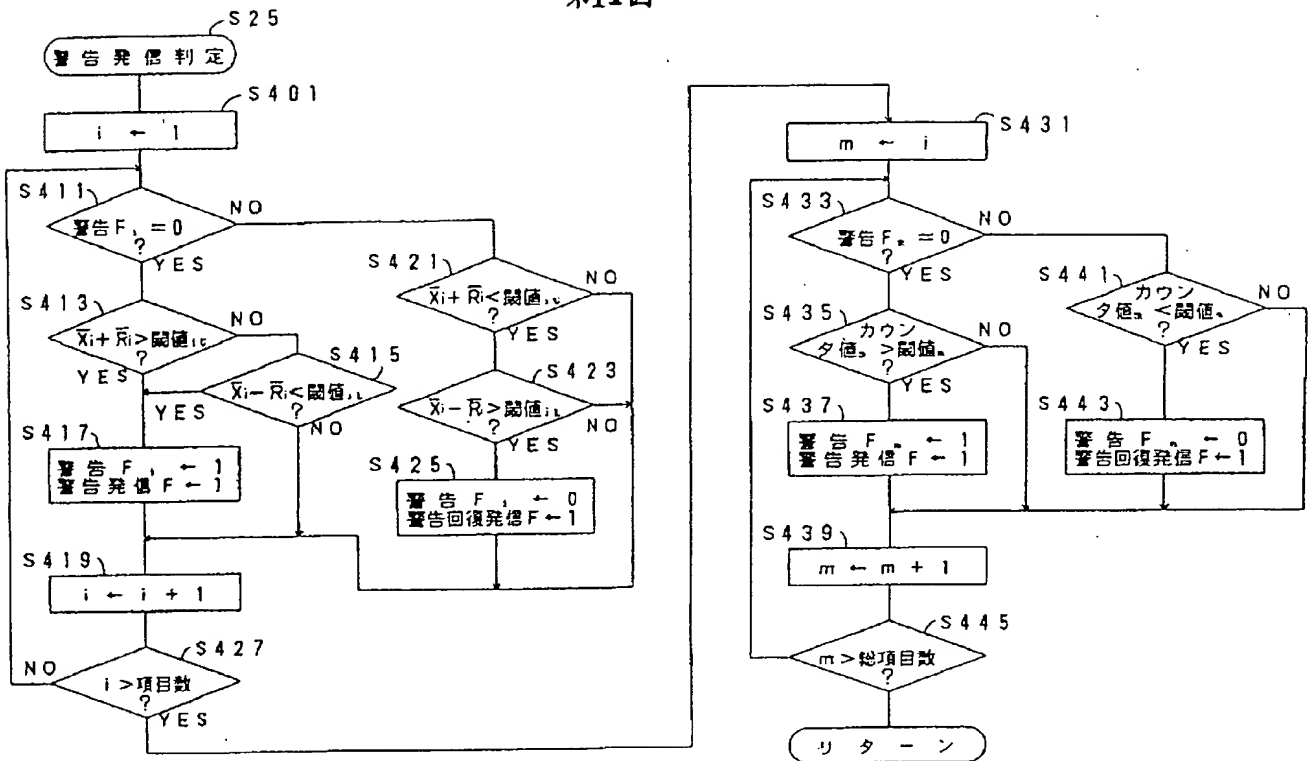 S25
警告発信判定
S401
i ← 1
S411
警告Fi = 0
?
NO
YES
S413
X̄i + R̄i > 閾値iU
?
NO
YES
S415
X̄i − R̄i < 閾値iL
?
YES
NO
S417
警告Fi ← 1
警告発信F ← 1
S419
i ← i + 1
S427
i > 項目数
?
NO
YES
S421
X̄i + R̄i < 閾値iU
?
NO
YES
S423
X̄i − R̄ > 閾値iL
?
NO
YES
S425
警告Fi ← 0
警告回復発信F ← 1
S431
m ← i
S433
警告Fm = 0
?
NO
YES
S435
カウン
タ値m > 閾値m
?
NO
YES
S437
警告Fm ← 1
警告発信F ← 1
S439
m ← m + 1
S441
カウン
タ値m < 閾値m
?
NO
YES
S443
警告Fm ← 0
警告回復発信F ← 1
S445
m > 総項目数
?
リターン